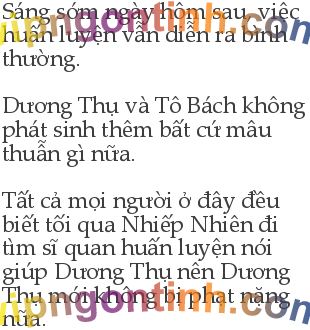 Sáng sớm ngày hôm sau, việc
huấn luyện vẫn diễn ra bình
thường.
Dương Thụ và Tô Bách không
phát sinh thêm bất cứ mâu
thuẫn gì nữa.
Tất cả mọi người ở đây đều
biết tối qua Nhiếp Nhiên đi
tìm sĩ quan huấn luyện nói
giúp Dương Thụ nên Dương
Thụ mới không bị phạt nặng
nữa.
vipngontinh.com
vipngontinh.com